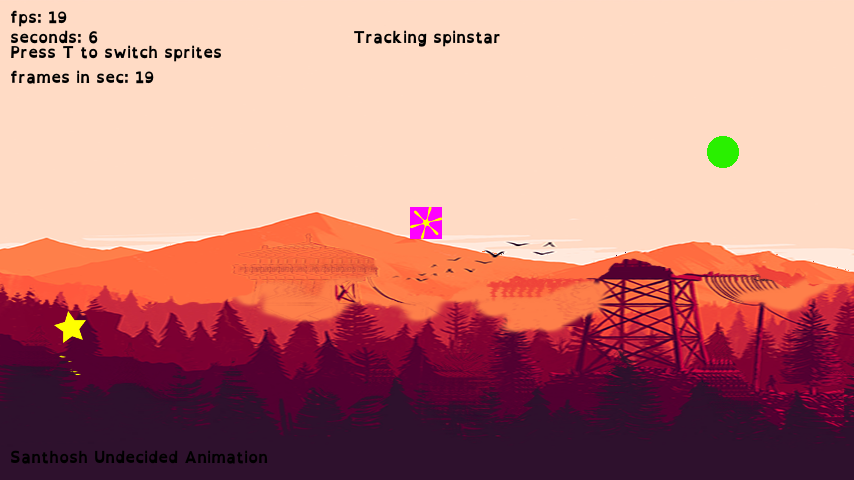 fps: 19
seconds: 6
Tracking spinstar
Press T to switch sprites
frames in sec: 19
Santhosh Undecided Animation